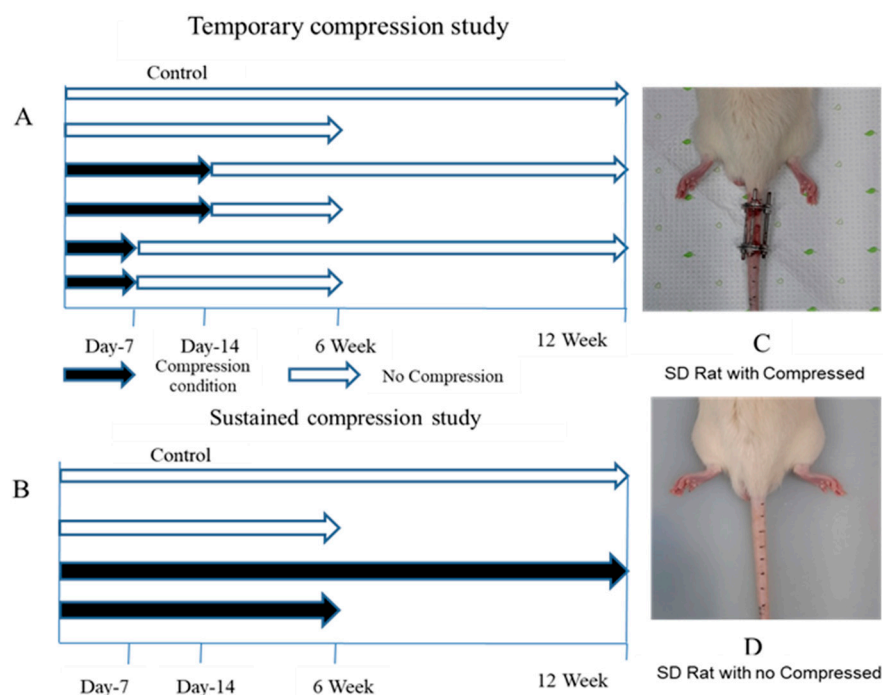 Temporary compression study
Control
A
Day-7 Day-14 6 Week 12 Week
Compression condition
No Compression
C
SD Rat with Compressed
Sustained compression study
Control
B
Day-7 Day-14 6 Week 12 Week
D
SD Rat with no Compressed